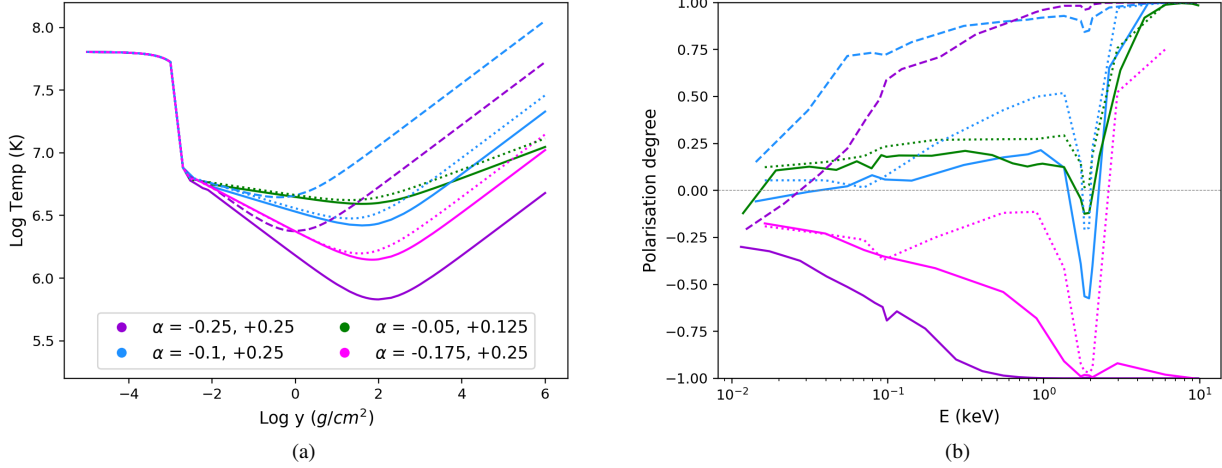 8.0
7.5
7.0
6.5
6.0
5.5
Log Temp (K)
−4
−2
0
2
4
6
Log y (g/cm²)
α = -0.25, +0.25
α = -0.1, +0.25
α = -0.05, +0.125
α = -0.175, +0.25
(a)
1.00
0.75
0.50
0.25
0.00
−0.25
−0.50
−0.75
−1.00
Polarisation degree
10⁻²
10⁻¹
10⁰
10¹
E (keV)
(b)